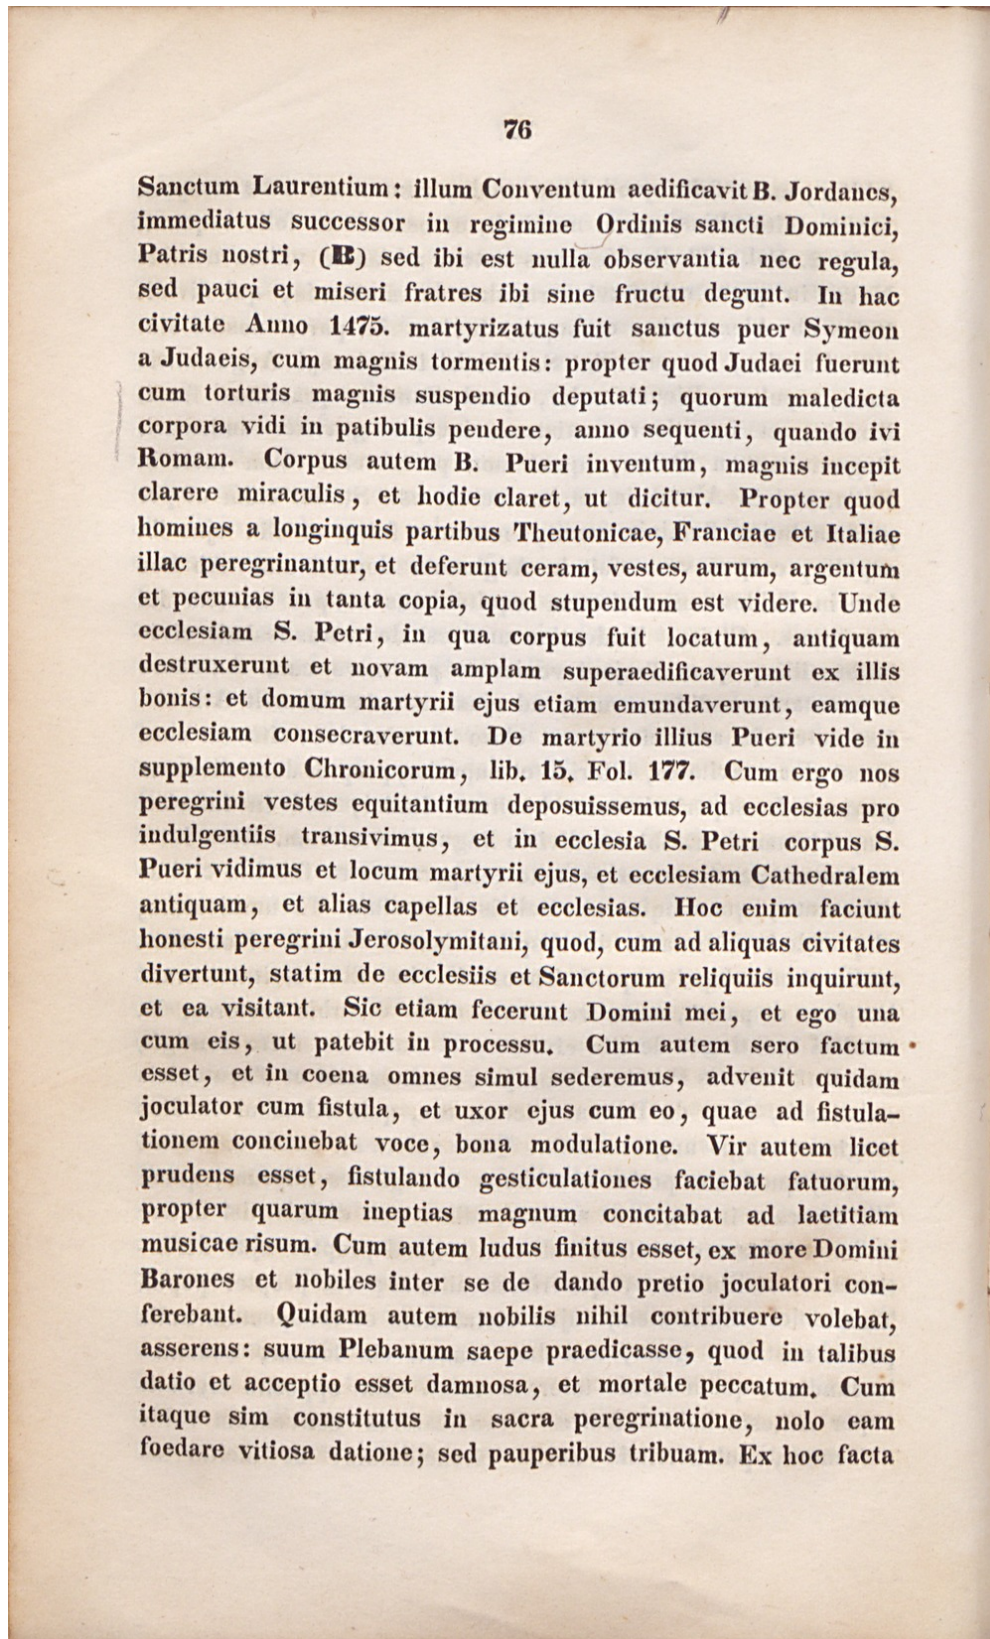 76
Sanctum Laurentium: illum Conventum aedificavit B. Jordanes,
immediatus successor in regimine Ordinis sancti Dominici,
Patris nostri, (B) sed ibi est nulla observantia nec regula,
sed pauci et miseri fratres ibi sine fructu degunt. In hac
civitate Anno 1475. martyrizatus fuit sanctus puer Symeon
a Judaeis, cum magnis tormentis: propter quod Judaei fuerunt
cum torturis magnis suspendio deputati; quorum maledicta
corpora vidi in patibulis pendere, anno sequenti, quando ivi
Romam. Corpus autem B. Pueri inventum, magnis incepit
clarere miraculis, et hodie claret, ut dicitur. Propter quod
homines a longinquis partibus Theutonicae, Franciae et Italiae
illac peregrinantur, et deferunt ceram, vestes, aurum, argentum
et pecunias in tanta copia, quod stupendum est videre. Unde
ecclesiam S. Petri, in qua corpus fuit locatum, antiquam
destruxerunt et novam amplam superaedificaverunt ex illis
bonis: et domum martyrii ejus etiam emundaverunt, eamque
ecclesiam consecraverunt. De martyrio illius Pueri vide in
supplemento Chronicorum, lib. 15. Fol. 177. Cum ergo nos
peregrini vestes equitantium deposuissemus, ad ecclesias pro
indulgentiis transivimus, et in ecclesia S. Petri corpus S.
Pueri vidimus et locum martyrii ejus, et ecclesiam Cathedralem
antiquam, et alias capellas et ecclesias. Hoc enim faciunt
honesti peregrini Jerosolymitani, quod, cum ad aliquas civitates
divertunt, statim de ecclesiis et Sanctorum reliquiis inquirunt,
et ea visitant. Sic etiam fecerunt Domini mei, et ego una
cum eis, ut patebit in processu. Cum autem sero factum
esset, et in coena omnes simul sederemus, advenit quidam
joculator cum fistula, et uxor ejus cum eo, quae ad fistula-
tionem concinebat voce, bona modulatione. Vir autem licet
prudens esset, fistulando gesticulationes faciebat fatuorum,
propter quarum ineptias magnum concitabat ad laetitiam
musicae risum. Cum autem ludus finitus esset, ex more Domini
Barones et nobiles inter se de dando pretio joculatori con-
ferebant. Quidam autem nobilis nihil contribuere volebat,
asserens: suum Plebanum saepe praedicasse, quod in talibus
datio et acceptio esset damnosa, et mortale peccatum. Cum
itaque sim constitutus in sacra peregrinatione, nolo eam
foedare vitiosa datione; sed pauperibus tribuam. Ex hoc facta